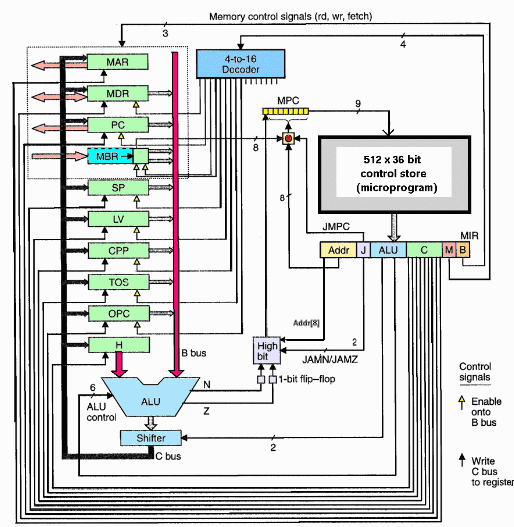 Memory control signals (rd, wr, fetch)
3
4
MAR
MDR
PC
MBR
SP
LV
CPP
TOS
OPC
H
4-to-16
Decoder
MPC
9
8
8
512 x 36 bit
control store
(microprogram)
JMPC
MIR
Addr
J
ALU
C
M
B
Addr[8]
2
High
bit
JAMN/JAMZ
B bus
1-bit flip–flop
N
Z
6
ALU
control
ALU
Shifter
C bus
2
Control
signals
Enable
onto
B bus
Write
C bus
to register